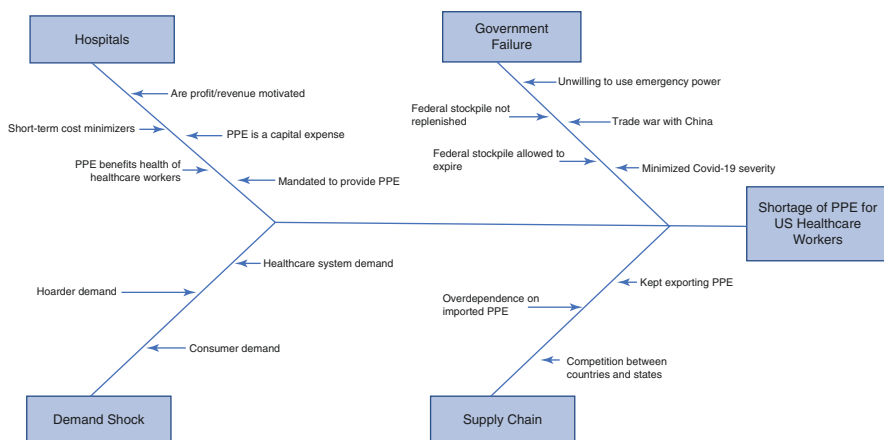 Hospitals
Are profit/revenue motivated
Short-term cost minimizers
PPE is a capital expense
PPE benefits health of
healthcare workers
Mandated to provide PPE
Government
Failure
Unwilling to use emergency power
Federal stockpile not
replenished
Trade war with China
Federal stockpile allowed to
expire
Minimized Covid-19 severity
Shortage of PPE for
US Healthcare
Workers
Healthcare system demand
Hoarder demand
Consumer demand
Demand Shock
Kept exporting PPE
Overdependence on
imported PPE
Competition between
countries and states
Supply Chain